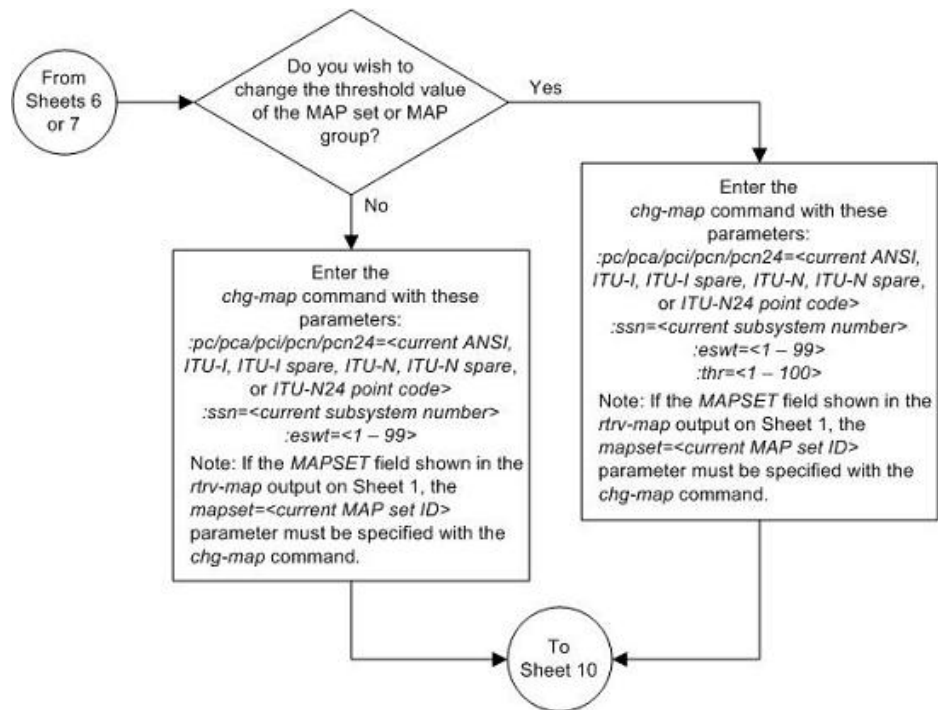 From
Sheets 6
or 7
Do you wish to
change the threshold value
of the MAP set or MAP
group?
Yes
No
Enter the
chg-map command with these
parameters:
:pc/pca/pci/pcn/pcn24=<current ANSI,
ITU-I, ITU-I spare, ITU-N, ITU-N spare,
or ITU-N24 point code>
:ssn=<current subsystem number>
:eswt=<1 – 99>
Note: If the MAPSET field shown in the
rtrv-map output on Sheet 1, the
mapset=<current MAP set ID>
parameter must be specified with the
chg-map command.
Enter the
chg-map command with these
parameters:
:pc/pca/pci/pcn/pcn24=<current ANSI,
ITU-I, ITU-I spare, ITU-N, ITU-N spare,
or ITU-N24 point code>
:ssn=<current subsystem number>
:eswt=<1 – 99>
:thr=<1 – 100>
Note: If the MAPSET field shown in the
rtrv-map output on Sheet 1, the
mapset=<current MAP set ID>
parameter must be specified with the
chg-map command.
To
Sheet 10